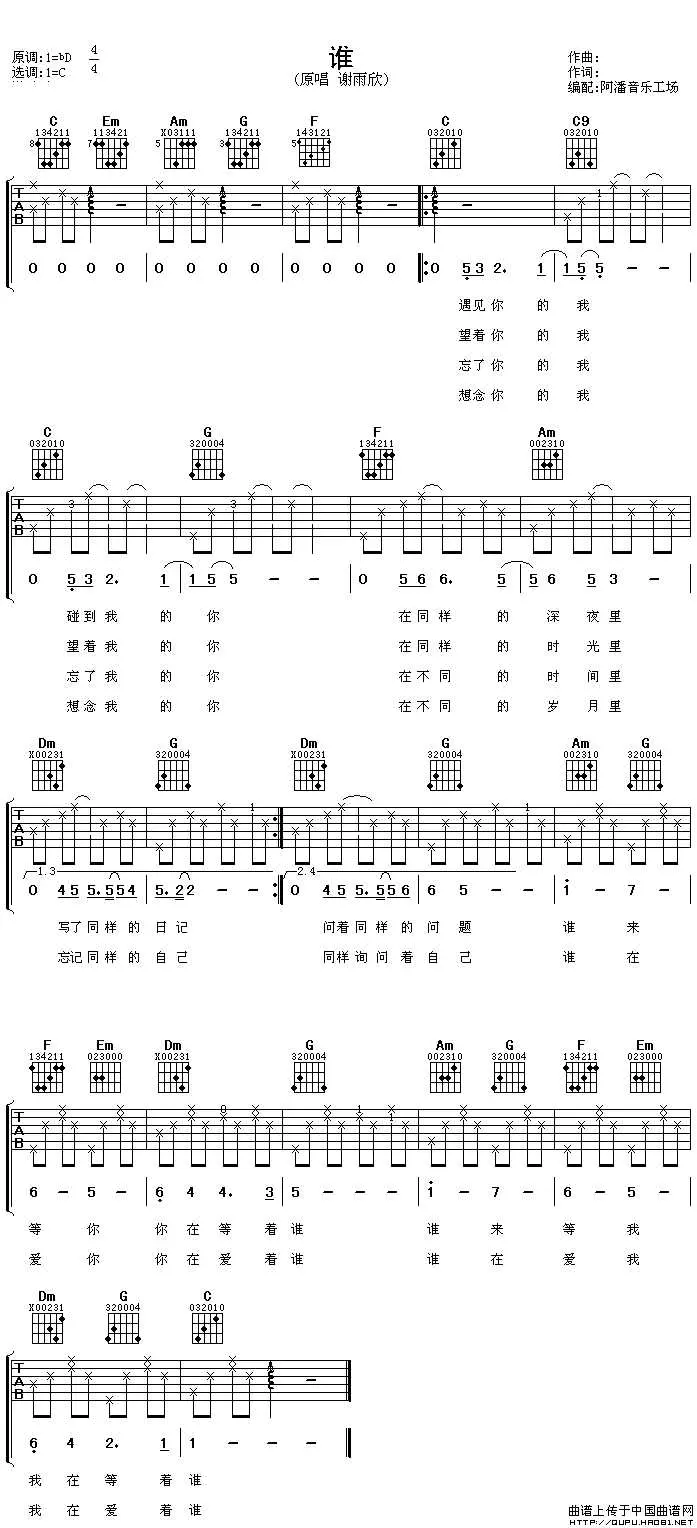 谁
(原唱 谢雨欣)
原调:1=bD 4/4
选调:1=C
作曲:
作词:
编配:阿潘音乐工场
C Em Am G F C C9
134211 113421 X03111 134211 143121 032010 032010
8 7 5 3 5
T A B
0 0 0 0 | 0 0 0 0 | 0 0 0 0 |: 0 5 3 2. 1 | 1 5 5 - -
遇见你 的 我
望着你 的 我
忘了你 的 我
想念你 的 我
C G F Am
032010 320004 134211 002310
T A B
0 5 3 2. 1 | 1 5 5 - - | 0 5 6 6. 5 | 5 6 6 5 5
碰到我 的 你 在同样 的 深夜里
望着我 的 你 在同样 的 时光里
忘了我 的 你 在不同 的 时间里
想念我 的 你 在不同 的 岁月里
Dm G Dm G Am G
X00231 320004 X00231 320004 002310 320004
T A B
1.3 2.4
0 45 5.554 | 5.22 - - :| 0 45 5.556 | 6 5 - - | 1 - 7 -
写了同样的 日记 问着同样的 问题 谁 来
忘记同样的 自己 同样询问着 自己 谁 在
F Em Dm G Am G F Em
134211 023000 X00231 320004 002310 320004 134211 023000
T A B
6 - 5 - | 6 4 4. 3 | 5 - - - | 1 - 7 - | 6 - 5 -
等 你 你 在 等 着 谁 谁 来 等 我
爱 你 你 在 爱 着 谁 谁 在 爱 我
Dm G C
X00231 320004 032010
T A B
6 4 2. 1 | 1 - - -
我 在 等 着 谁
我 在 爱 着 谁
曲谱上传于中国曲谱网
HTTP://QUPU.HAO81.NET